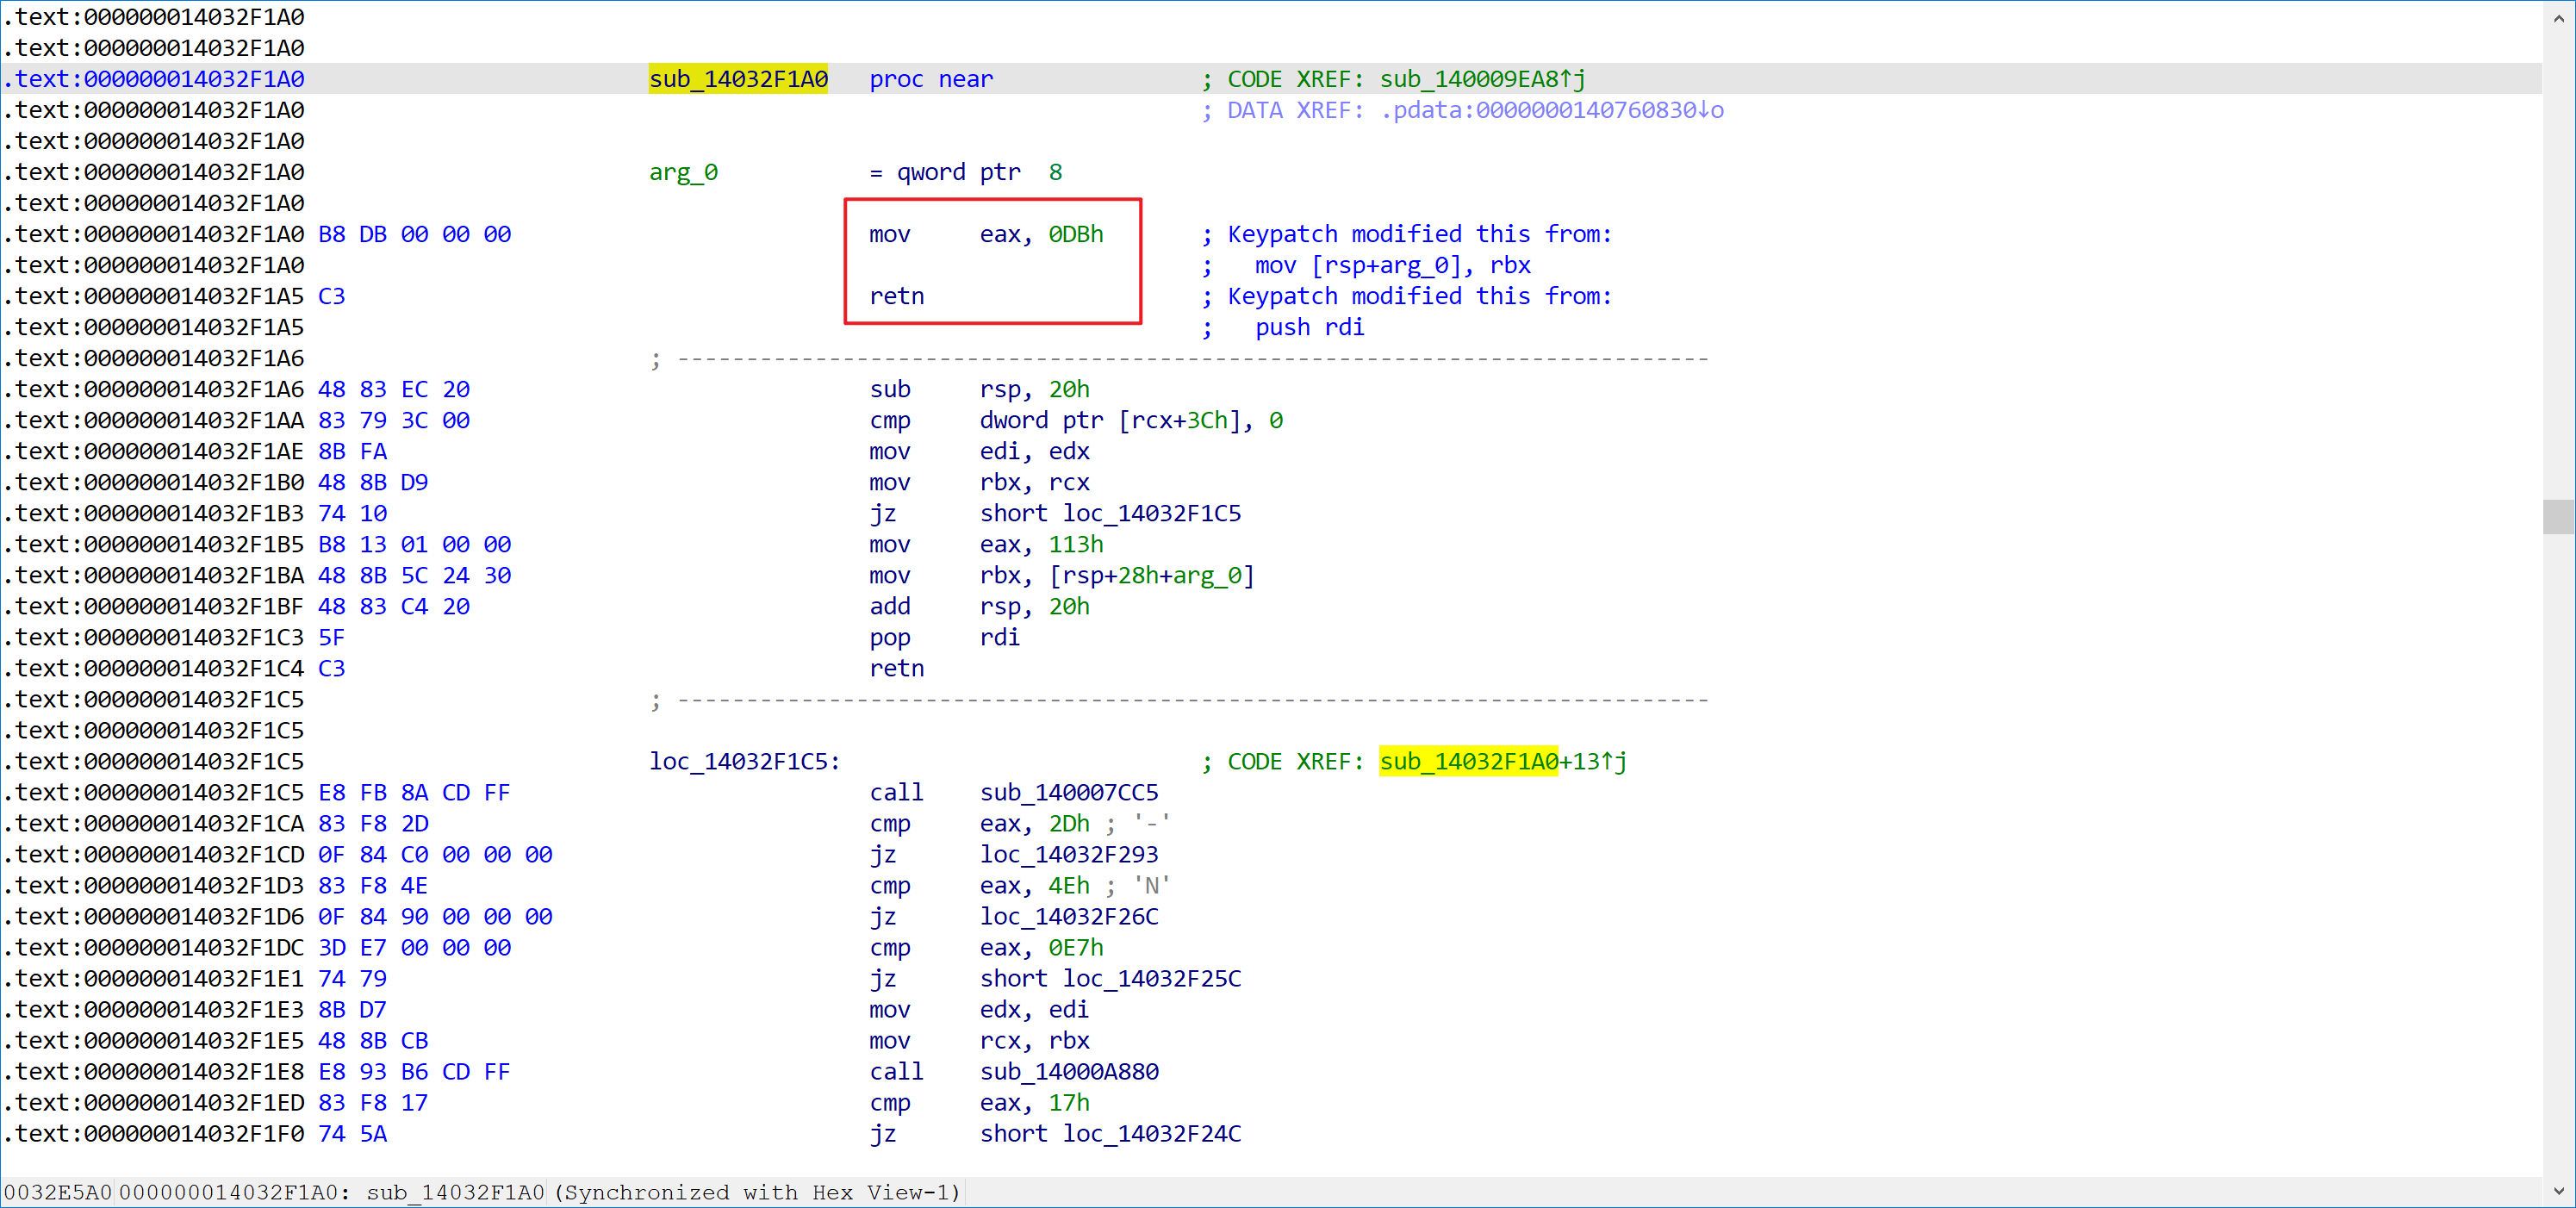 .text:000000014032F1A0
.text:000000014032F1A0
.text:000000014032F1A0 sub_14032F1A0 proc near ; CODE XREF: sub_140009EA8↑j
.text:000000014032F1A0 ; DATA XREF: .pdata:0000000140760830↓o
.text:000000014032F1A0
.text:000000014032F1A0 arg_0 = qword ptr 8
.text:000000014032F1A0
.text:000000014032F1A0 B8 DB 00 00 00 mov eax, 0DBh ; Keypatch modified this from:
.text:000000014032F1A0 ; mov [rsp+arg_0], rbx
.text:000000014032F1A5 C3 retn ; Keypatch modified this from:
.text:000000014032F1A5 ; push rdi
.text:000000014032F1A6 ; ---------------------------------------------------------------------------
.text:000000014032F1A6 48 83 EC 20 sub rsp, 20h
.text:000000014032F1AA 83 79 3C 00 cmp dword ptr [rcx+3Ch], 0
.text:000000014032F1AE 8B FA mov edi, edx
.text:000000014032F1B0 48 8B D9 mov rbx, rcx
.text:000000014032F1B3 74 10 jz short loc_14032F1C5
.text:000000014032F1B5 B8 13 01 00 00 mov eax, 113h
.text:000000014032F1BA 48 8B 5C 24 30 mov rbx, [rsp+28h+arg_0]
.text:000000014032F1BF 48 83 C4 20 add rsp, 20h
.text:000000014032F1C3 5F pop rdi
.text:000000014032F1C4 C3 retn
.text:000000014032F1C5 ; ---------------------------------------------------------------------------
.text:000000014032F1C5
.text:000000014032F1C5 loc_14032F1C5: ; CODE XREF: sub_14032F1A0+13↑j
.text:000000014032F1C5 E8 FB 8A CD FF call sub_140007CC5
.text:000000014032F1CA 83 F8 2D cmp eax, 2Dh ; '-'
.text:000000014032F1CD 0F 84 C0 00 00 00 jz loc_14032F293
.text:000000014032F1D3 83 F8 4E cmp eax, 4Eh ; 'N'
.text:000000014032F1D6 0F 84 90 00 00 00 jz loc_14032F26C
.text:000000014032F1DC 3D E7 00 00 00 cmp eax, 0E7h
.text:000000014032F1E1 74 79 jz short loc_14032F25C
.text:000000014032F1E3 8B D7 mov edx, edi
.text:000000014032F1E5 48 8B CB mov rcx, rbx
.text:000000014032F1E8 E8 93 B6 CD FF call sub_14000A880
.text:000000014032F1ED 83 F8 17 cmp eax, 17h
.text:000000014032F1F0 74 5A jz short loc_14032F24C
0032E5A0 000000014032F1A0: sub_14032F1A0 (Synchronized with Hex View-1)